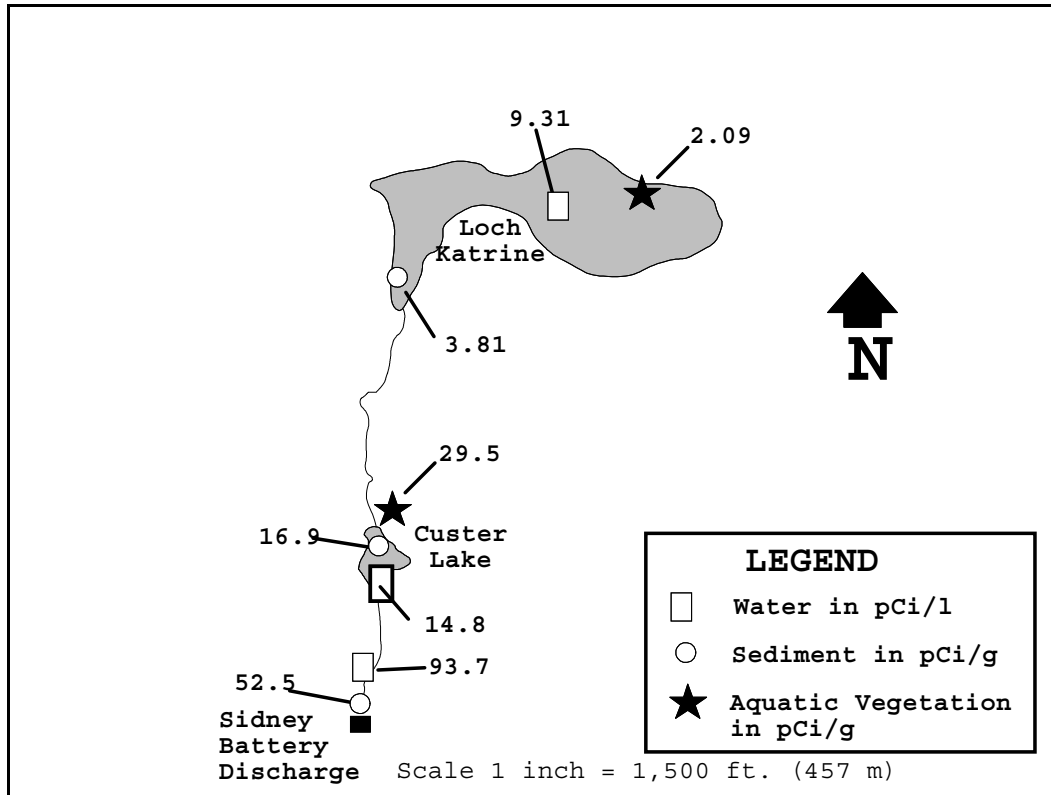 9.31
2.09
Loch
Katrine
3.81
N
29.5
16.9
Custer
Lake
14.8
93.7
52.5
Sidney
Battery
Discharge
LEGEND
Water in pCi/l
Sediment in pCi/g
Aquatic Vegetation
in pCi/g
Scale 1 inch = 1,500 ft. (457 m)